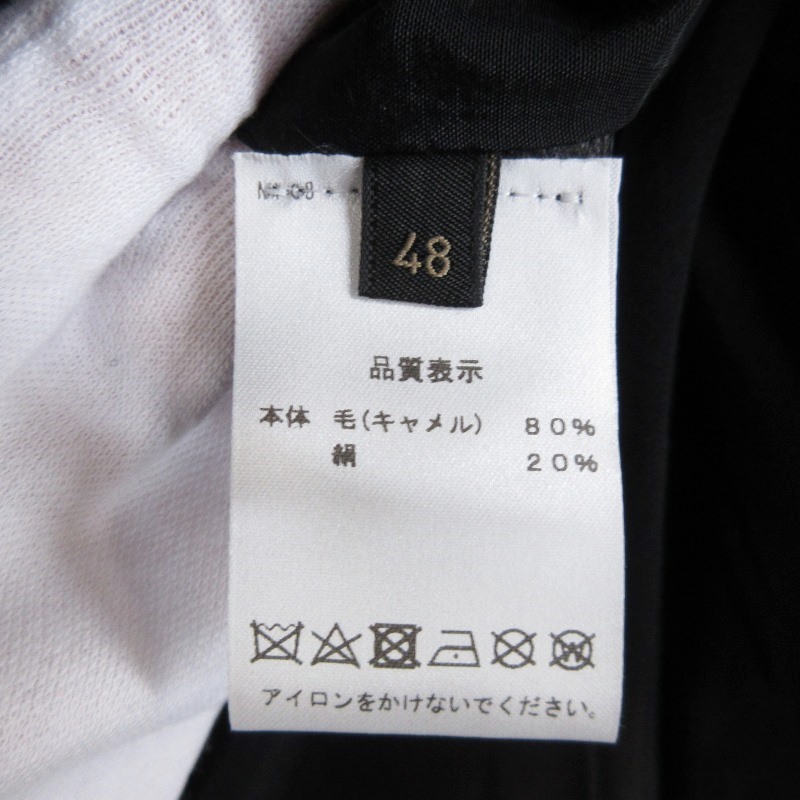 48
品質表示
本体 毛(キャメル) 80%
絹 20%
アイロンをかけないでください。